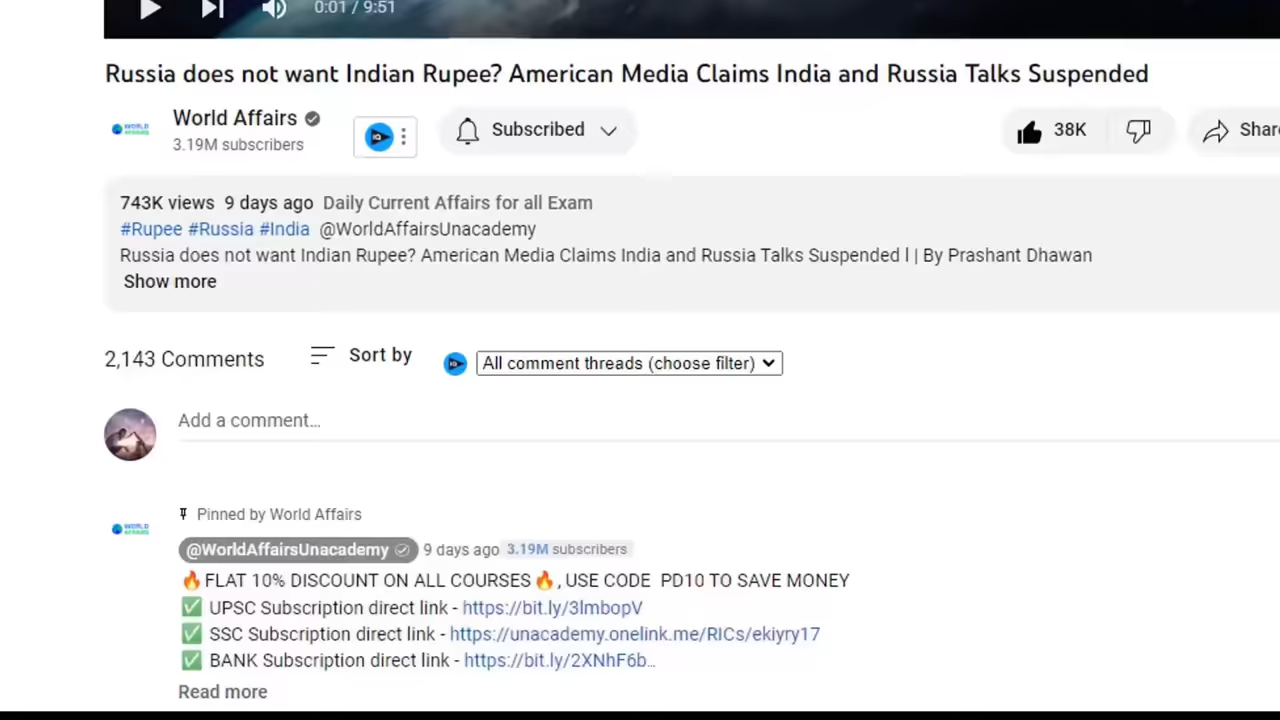 0:01 / 9:51
Russia does not want Indian Rupee? American Media Claims India and Russia Talks Suspended
WORLD AFFAIRS
World Affairs
3.19M subscribers
IQ
Subscribed
38K
Share
743K views 9 days ago Daily Current Affairs for all Exam
#Rupee #Russia #India @WorldAffairsUnacademy
Russia does not want Indian Rupee? American Media Claims India and Russia Talks Suspended l | By Prashant Dhawan
Show more
2,143 Comments
Sort by
All comment threads (choose filter)
Add a comment…
Pinned by World Affairs
WORLD AFFAIRS
@WorldAffairsUnacademy 9 days ago 3.19M subscribers
🔥FLAT 10% DISCOUNT ON ALL COURSES🔥, USE CODE PD10 TO SAVE MONEY
✅ UPSC Subscription direct link - https://bit.ly/3lmbopV
✅ SSC Subscription direct link - https://unacademy.onelink.me/RICs/ekiyry17
✅ BANK Subscription direct link - https://bit.ly/2XNhF6b...
Read more